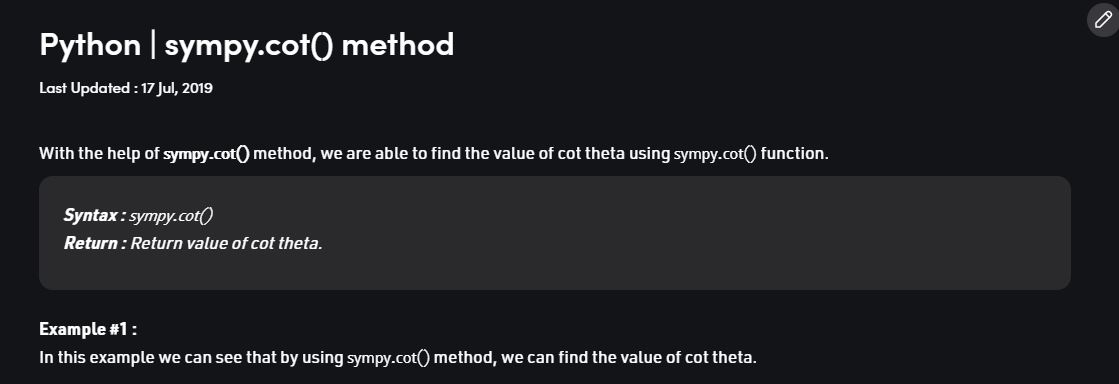 Python | sympy.cot() method
Last Updated : 17 Jul, 2019
With the help of sympy.cot() method, we are able to find the value of cot theta using sympy.cot() function.
Syntax : sympy.cot()
Return : Return value of cot theta.
Example #1 :
In this example we can see that by using sympy.cot() method, we can find the value of cot theta.